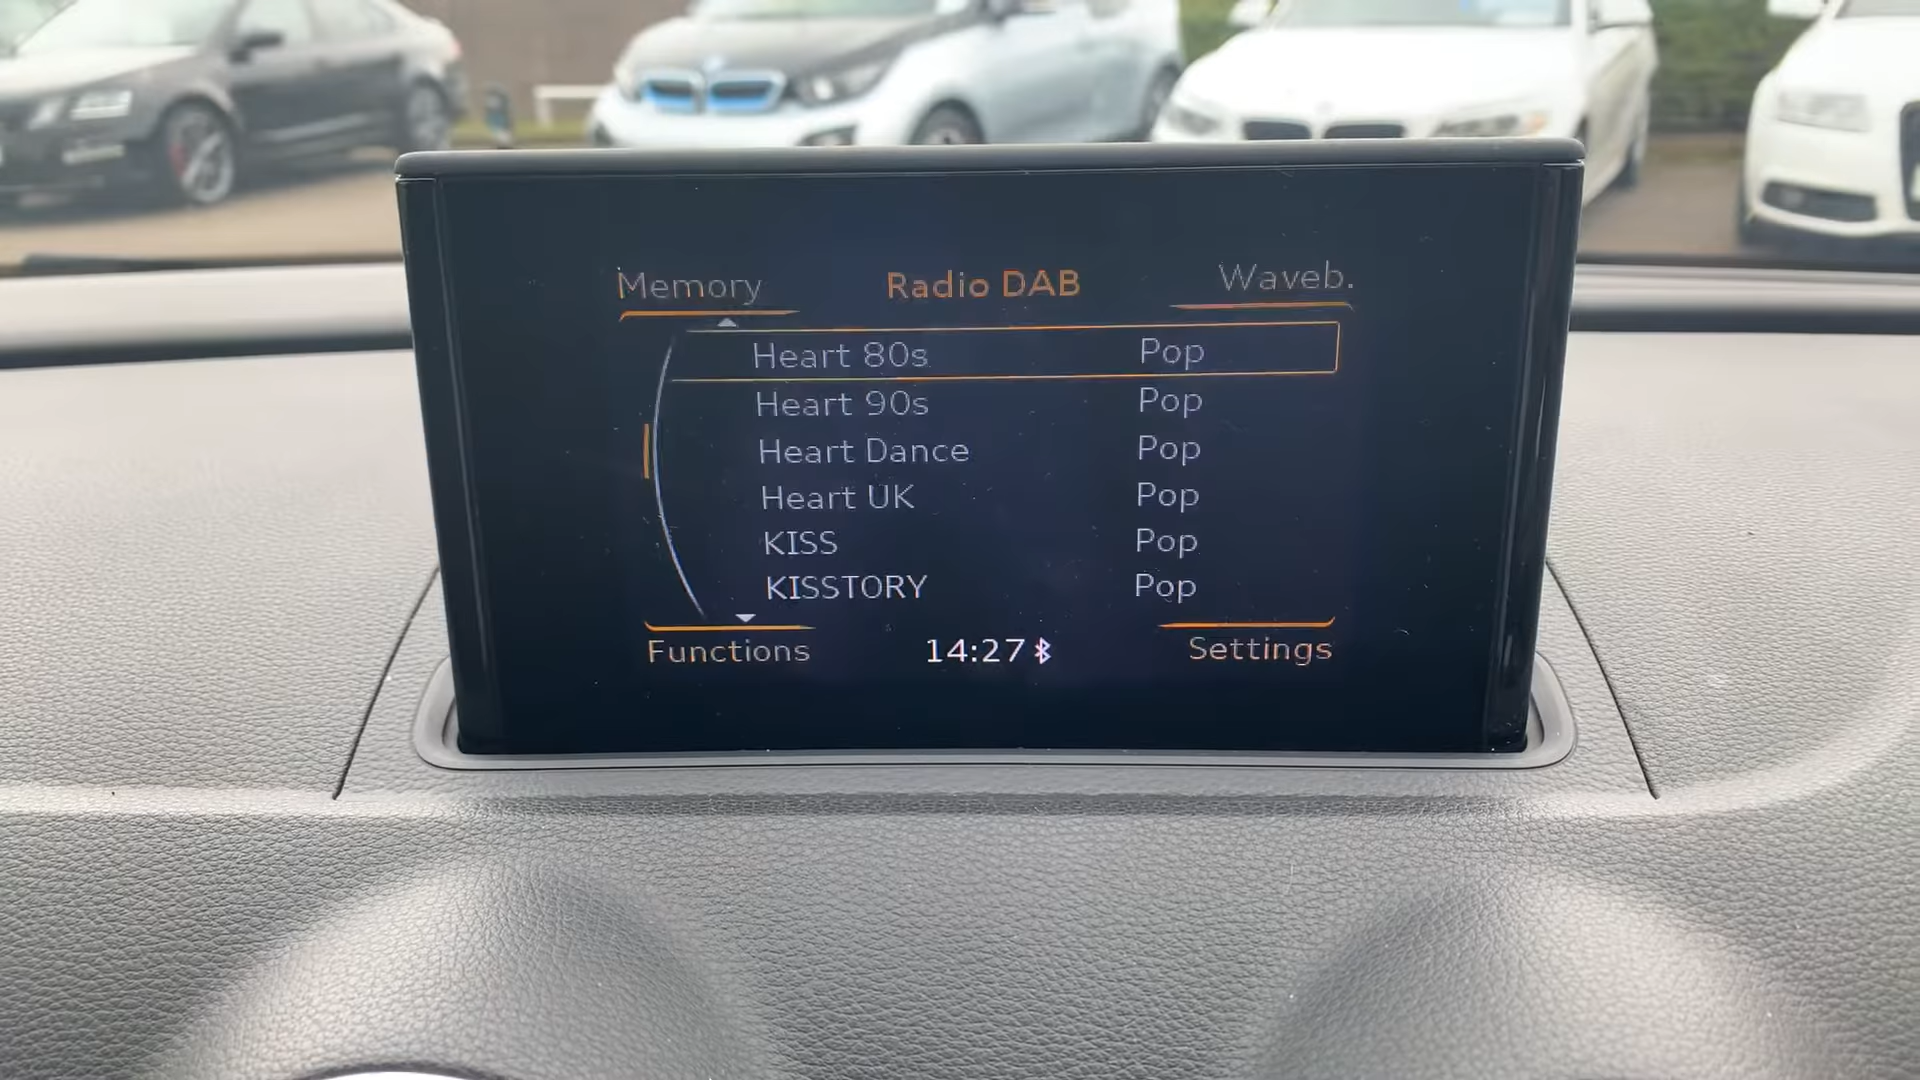 Memory Radio DAB Waveb.
Heart 80s Pop
Heart 90s Pop
Heart Dance Pop
Heart UK Pop
KISS Pop
KISSTORY Pop
Functions 14:27 Settings